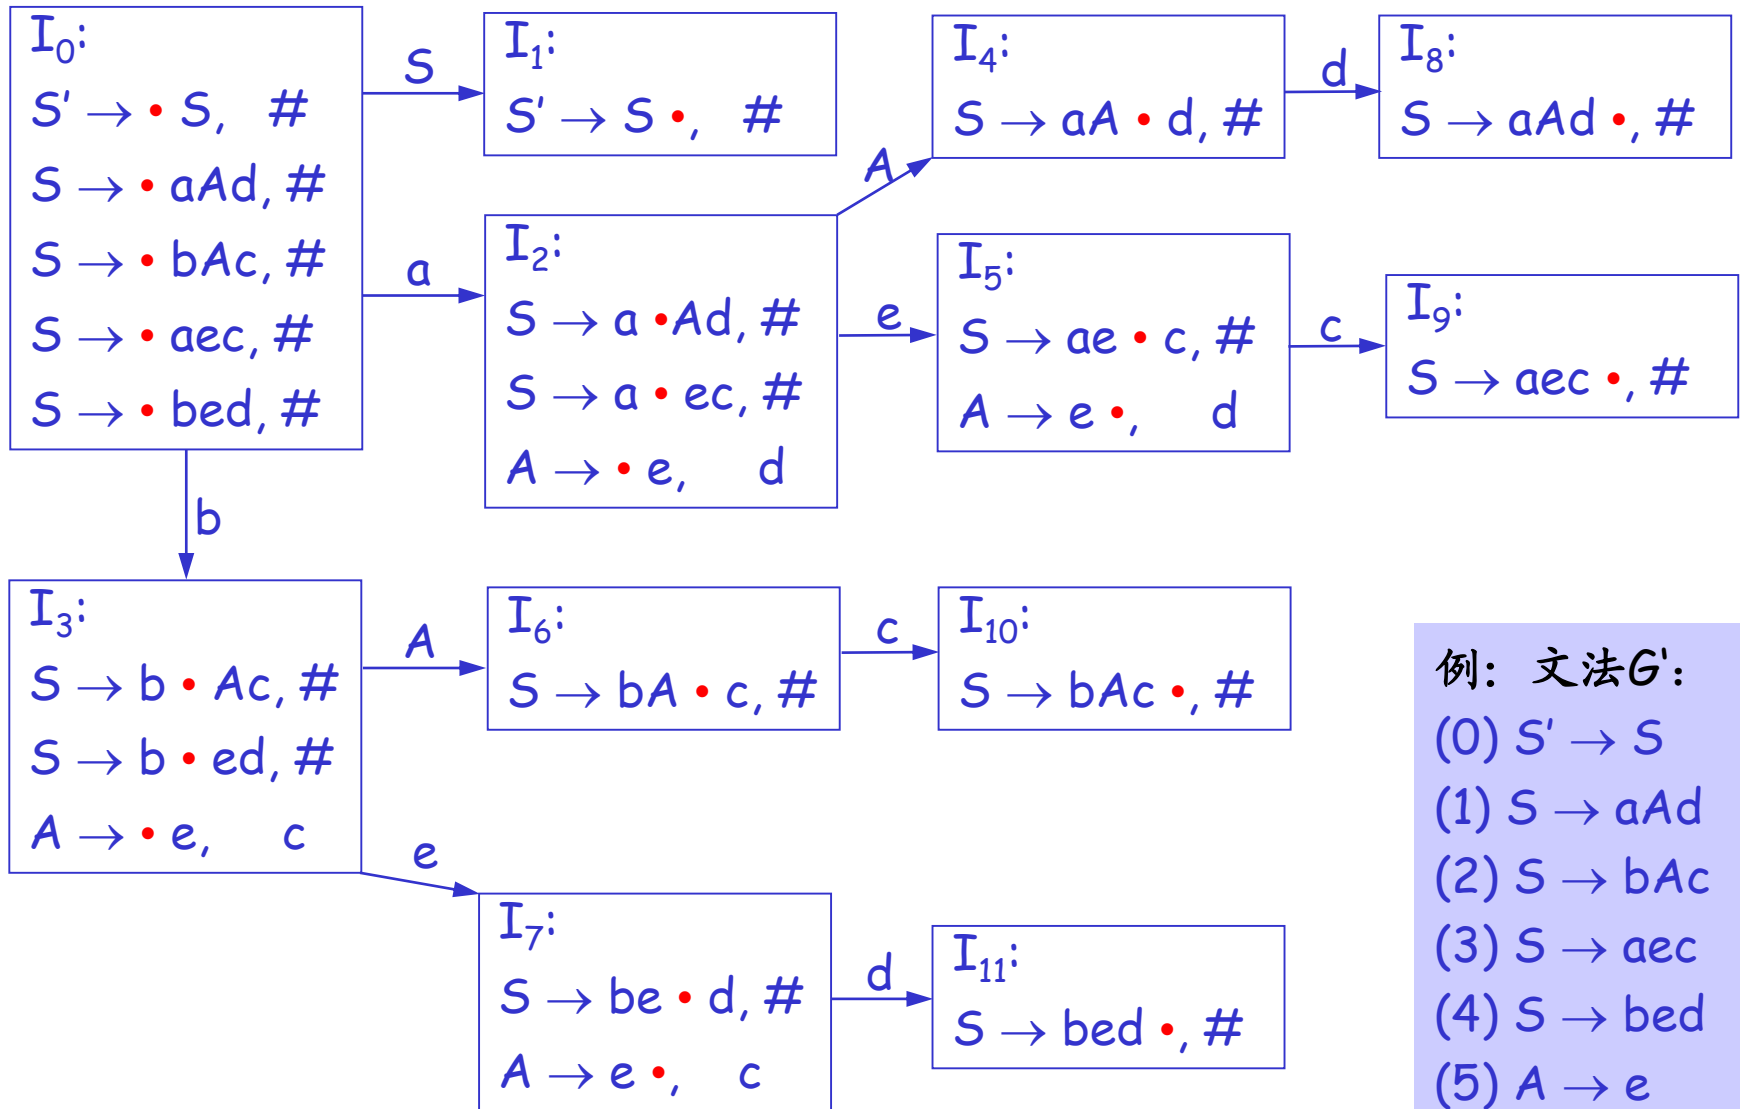 I₀:
S' → • S, #
S → • aAd, #
S → • bAc, #
S → • aec, #
S → • bed, #
S
I₁:
S' → S •, #
a
I₂:
S → a •Ad, #
S → a • ec, #
A → • e, d
A
I₄:
S → aA • d, #
d
I₈:
S → aAd •, #
e
I₅:
S → ae • c, #
A → e •, d
c
I₉:
S → aec •, #
b
I₃:
S → b • Ac, #
S → b • ed, #
A → • e, c
A
I₆:
S → bA • c, #
c
I₁₀:
S → bAc •, #
e
I₇:
S → be • d, #
A → e •, c
d
I₁₁:
S → bed •, #
例：文法G'：
(0) S' → S
(1) S → aAd
(2) S → bAc
(3) S → aec
(4) S → bed
(5) A → e